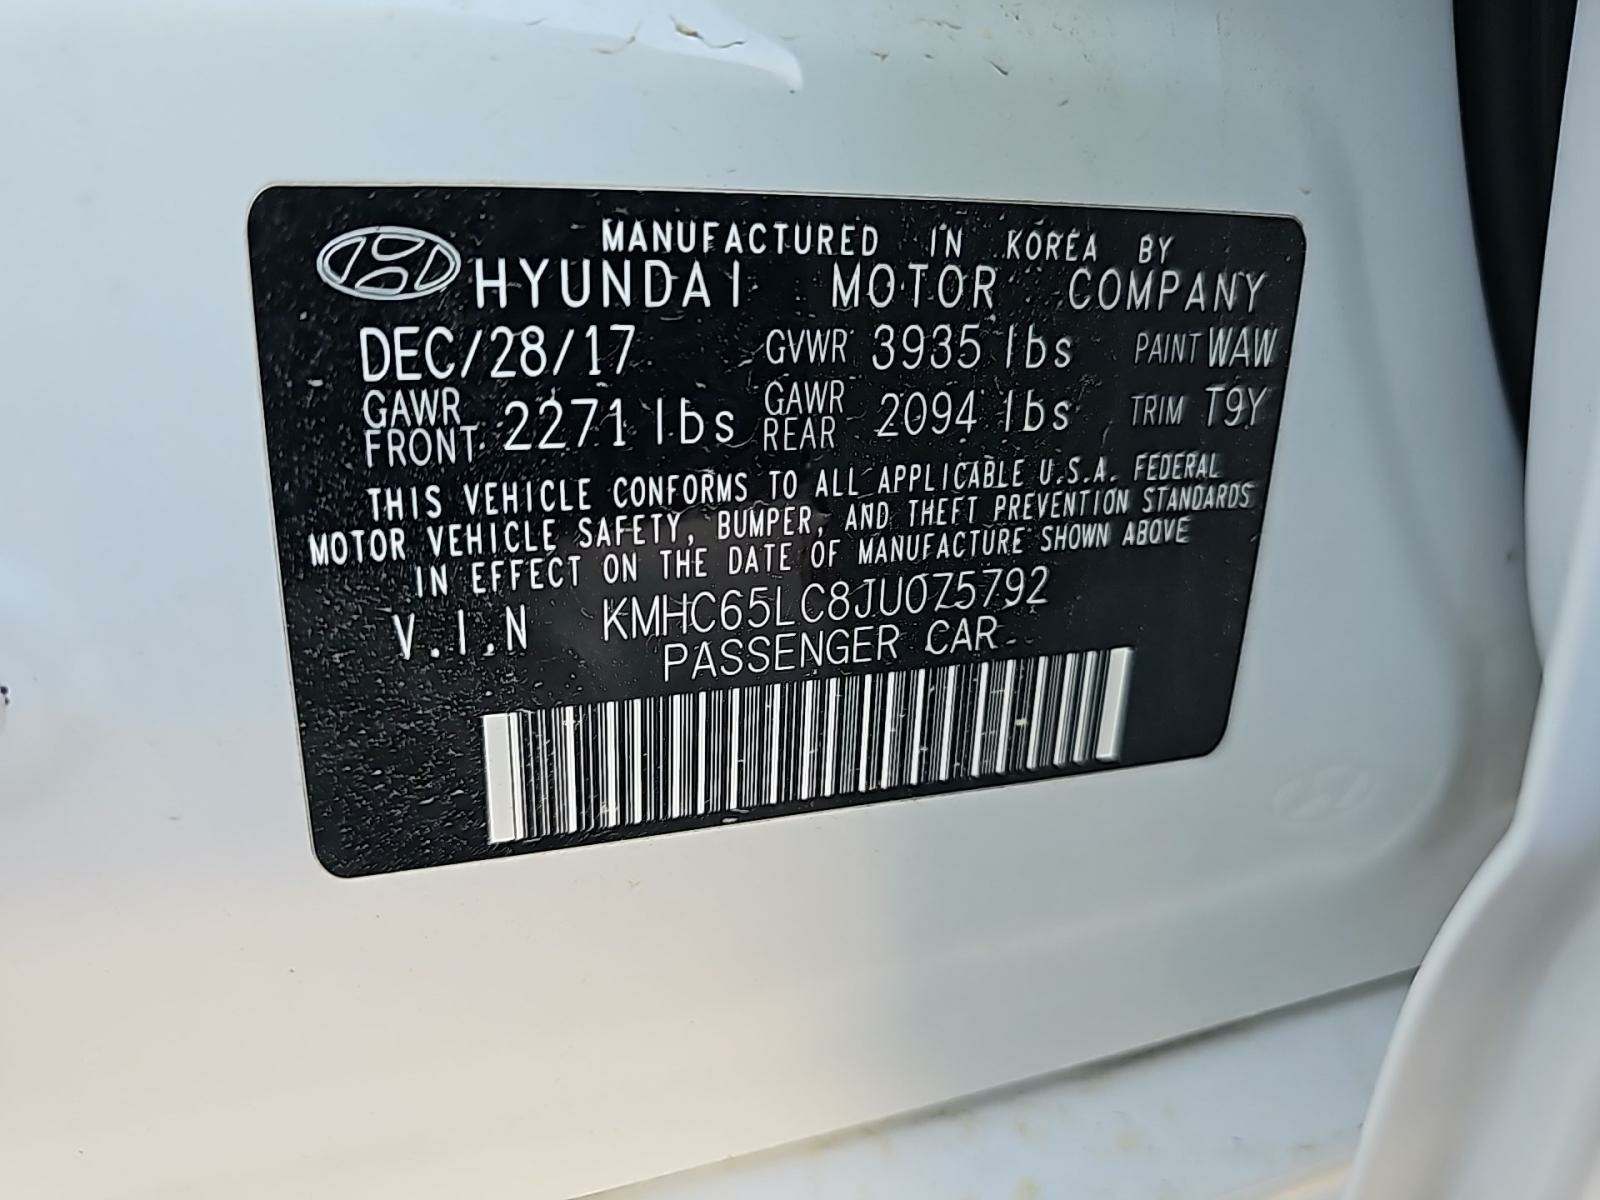 MANUFACTURED IN KOREA BY
HYUNDAI MOTOR COMPANY
DEC/28/17 GVWR 3935 lbs PAINT WAW
GAWR FRONT 2271 lbs GAWR REAR 2094 lbs TRIM T9Y
THIS VEHICLE CONFORMS TO ALL APPLICABLE U.S.A. FEDERAL
MOTOR VEHICLE SAFETY, BUMPER, AND THEFT PREVENTION STANDARDS
IN EFFECT ON THE DATE OF MANUFACTURE SHOWN ABOVE
V.I.N KMHC65LC8JU075792
PASSENGER CAR